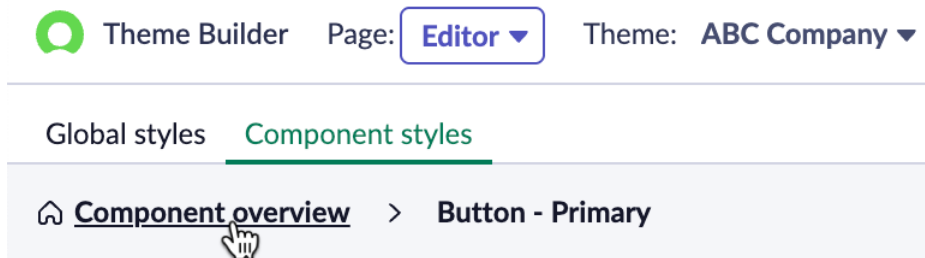 Theme Builder Page: Editor Theme: ABC Company
Global styles Component styles
Component overview > Button - Primary